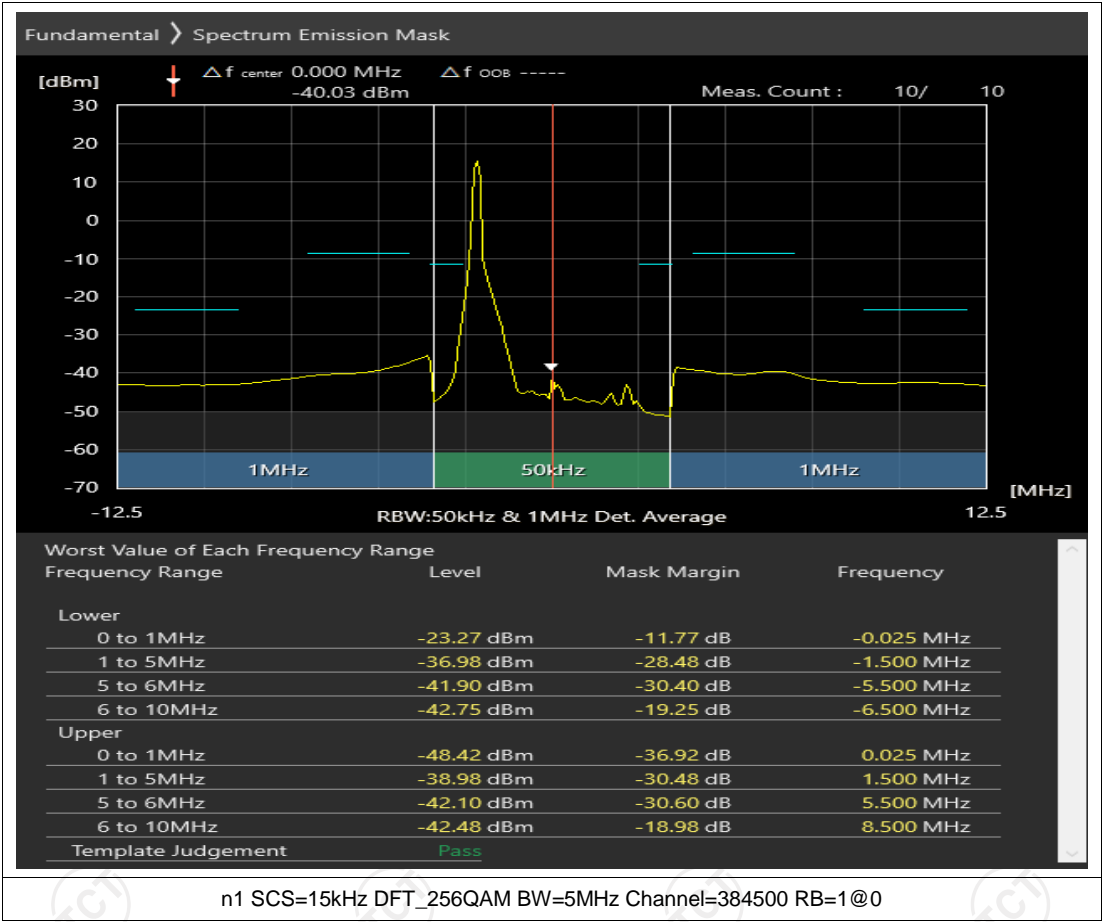 Fundamental ❯ Spectrum Emission Mask
△f center 0.000 MHz △f OOB -----
[dBm]
-40.03 dBm Meas. Count : 10/ 10
30
20
10
0
-10
-20
-30
-40
-50
-60
1MHz 50kHz 1MHz
-70
[MHz]
-12.5 RBW:50kHz & 1MHz Det. Average 12.5
Worst Value of Each Frequency Range
Frequency Range Level Mask Margin Frequency
Lower
0 to 1MHz -23.27 dBm -11.77 dB -0.025 MHz
1 to 5MHz -36.98 dBm -28.48 dB -1.500 MHz
5 to 6MHz -41.90 dBm -30.40 dB -5.500 MHz
6 to 10MHz -42.75 dBm -19.25 dB -6.500 MHz
Upper
0 to 1MHz -48.42 dBm -36.92 dB 0.025 MHz
1 to 5MHz -38.98 dBm -30.48 dB 1.500 MHz
5 to 6MHz -42.10 dBm -30.60 dB 5.500 MHz
6 to 10MHz -42.48 dBm -18.98 dB 8.500 MHz
Template Judgement Pass
n1 SCS=15kHz DFT_256QAM BW=5MHz Channel=384500 RB=1@0
TCT TCT TCT